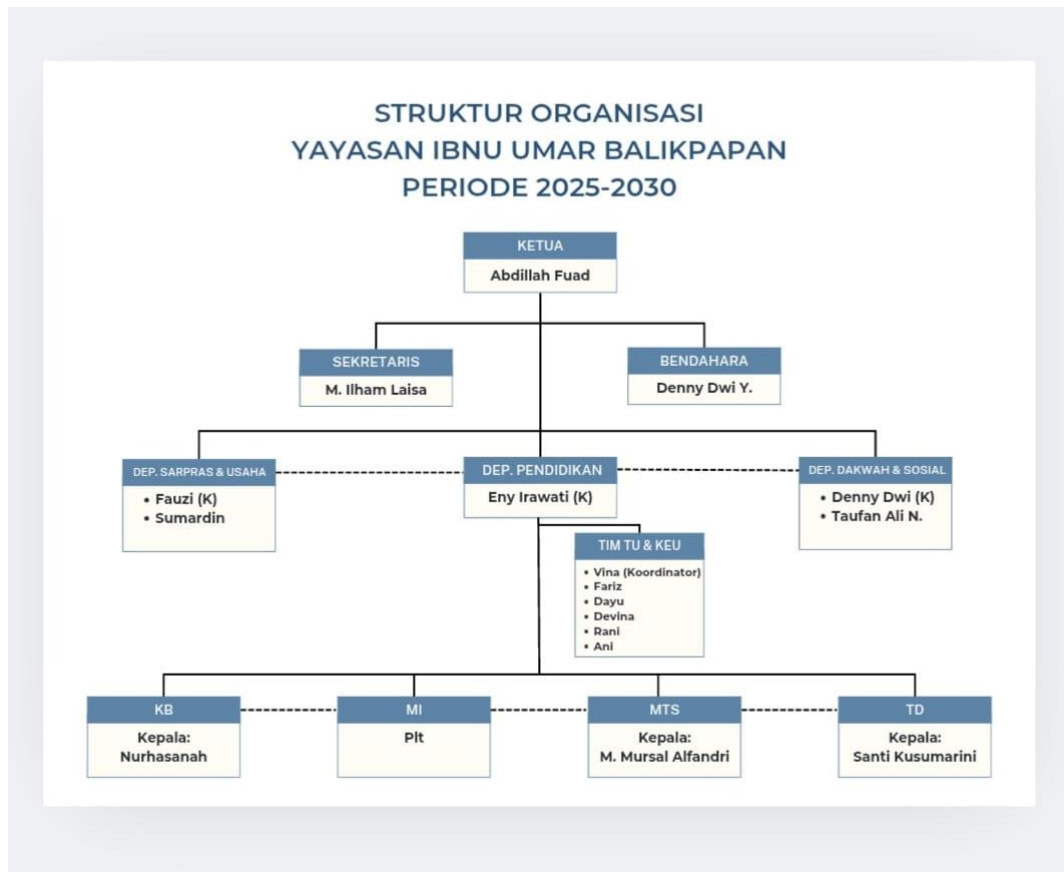 STRUKTUR ORGANISASI
YAYASAN IBNU UMAR BALIKPAPAN
PERIODE 2025-2030
KETUA
Abdillah Fuad
SEKRETARIS
M. Ilham Laisa
BENDAHARA
Denny Dwi Y.
DEP. SARPRAS & USAHA
• Fauzi (K)
• Sumardin
DEP. PENDIDIKAN
Eny Irawati (K)
DEP. DAKWAH & SOSIAL
• Denny Dwi (K)
• Taufan Ali N.
TIM TU & KEU
• Vina (Koordinator)
• Fariz
• Dayu
• Devina
• Rani
• Ani
KB
Kepala:
Nurhasanah
MI
Plt
MTS
Kepala:
M. Mursal Alfandri
TD
Kepala:
Santi Kusumarini